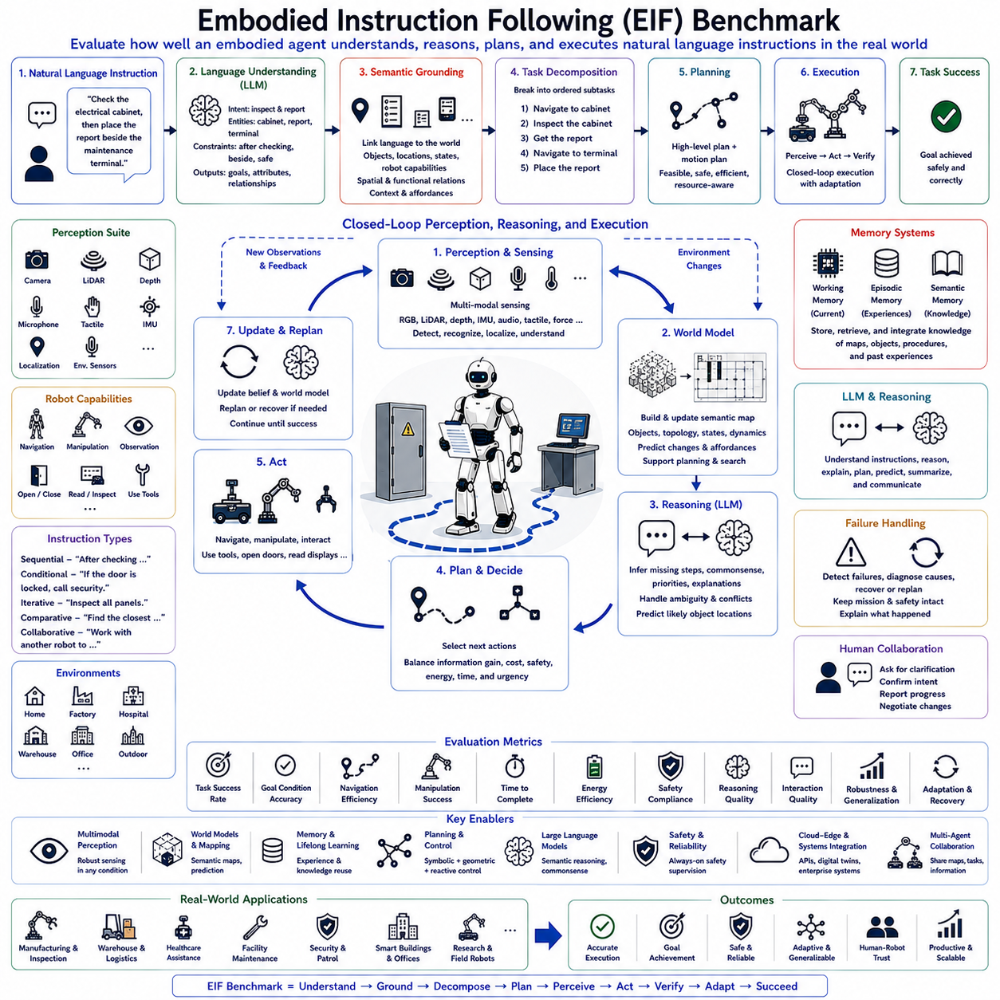 Embodied Instruction Following (EIF) Benchmark
Evaluate how well an embodied agent understands, reasons, plans, and executes natural language instructions in the real world
1. Natural Language Instruction
"Check the
electrical cabinet,
then place the
report beside the
maintenance
terminal."
2. Language Understanding
(LLM)
Intent: inspect & report
Entities: cabinet, report,
terminal
Constraints: after checking,
beside, safe
Outputs: goals, attributes,
relationships
3. Semantic Grounding
...
Link language to the world
Objects, locations, states,
robot capabilities
Spatial & functional relations
Context & affordances
4. Task Decomposition
Break into ordered subtasks
1) Navigate to cabinet
2) Inspect the cabinet
3) Get the report
4) Navigate to terminal
5) Place the report
5. Planning
High-level plan +
motion plan
Feasible, safe, efficient,
resource-aware
6. Execution
Perceive → Act → Verify
Closed-loop execution
with adaptation
7. Task Success
Goal achieved
safely and
correctly
Perception Suite
Camera
LiDAR
Depth
Microphone
Tactile
IMU
Localization
Env. Sensors
...
Robot Capabilities
Navigation
Manipulation
Observation
Open / Close
Read / Inspect
Use Tools
...
Instruction Types
Sequential – "After checking ..."
Conditional – "If the door is
locked, call security."
Iterative – "Inspect all panels."
Comparative – "Find the closest ..."
Collaborative – "Work with
another robot to ..."
Environments
Home
Factory
Hospital
Warehouse
Office
Outdoor
...
Closed-Loop Perception, Reasoning, and Execution
New Observations
& Feedback
Environment
Changes
1. Perception & Sensing
...
Multi-modal sensing
RGB, LiDAR, depth, IMU, audio, tactile, force ...
Detect, recognize, localize, understand
2. World Model
Build & update semantic map
Objects, topology, states, dynamics
Predict changes & affordances
Support planning & search
3. Reasoning (LLM)
Infer missing steps, commonsense,
priorities, explanations
Handle ambiguity & conflicts
Predict likely object locations
4. Plan & Decide
Select next actions
Balance information gain, cost, safety,
energy, time, and urgency
5. Act
Navigate, manipulate, interact
Use tools, open doors, read displays ...
7. Update & Replan
Update belief & world model
Replan or recover if needed
Continue until success
Memory Systems
Working
Memory
(Current)
Episodic
Memory
(Experiences)
Semantic
Memory
(Knowledge)
Store, retrieve, and integrate knowledge
of maps, objects, procedures,
and past experiences
LLM & Reasoning
Understand instructions, reason,
explain, plan, predict, summarize,
and communicate
Failure Handling
Detect failures, diagnose causes,
recover or replan
Keep mission & safety intact
Explain what happened
Human Collaboration
Ask for clarification
Confirm intent
Report progress
Negotiate changes
Evaluation Metrics
Task Success
Rate
Goal Condition
Accuracy
Navigation
Efficiency
Manipulation
Success
Time to
Complete
Energy
Efficiency
Safety
Compliance
Reasoning
Quality
Interaction
Quality
Robustness &
Generalization
Adaptation &
Recovery
Key Enablers
Multimodal
Perception
Robust sensing
in any condition
World Models
& Mapping
Semantic maps,
prediction
Memory &
Lifelong Learning
Experience &
knowledge reuse
Planning &
Control
Symbolic + geometric
+ reactive control
Large Language
Models
Semantic reasoning,
commonsense
Safety &
Reliability
Always-on safety
supervision
Cloud–Edge &
Systems Integration
APIs, digital twins,
enterprise systems
Multi-Agent
Collaboration
Share maps, tasks,
information
Real-World Applications
Manufacturing &
Inspection
Warehouse &
Logistics
Healthcare
Assistance
Facility
Maintenance
Security &
Patrol
Smart Buildings
& Offices
Research &
Field Robots
...
Outcomes
Accurate
Execution
Goal
Achievement
Safe &
Reliable
Adaptive &
Generalizable
Human-Robot
Trust
Productive &
Scalable
EIF Benchmark = Understand → Ground → Decompose → Plan → Perceive → Act → Verify → Adapt → Succeed